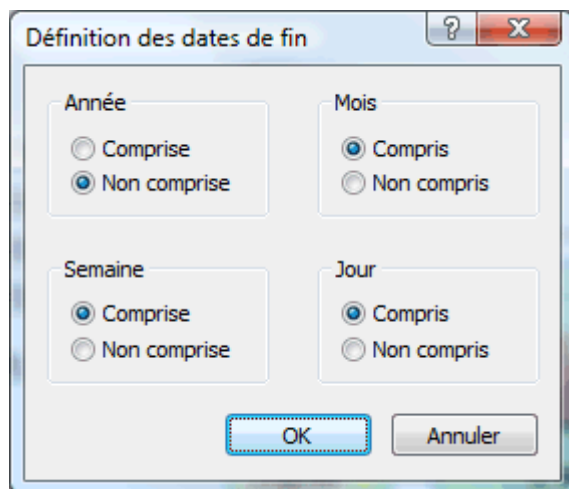 Définition des dates de fin
Année
Comprise
Non comprise
Mois
Compris
Non compris
Semaine
Comprise
Non comprise
Jour
Compris
Non compris
OK
Annuler